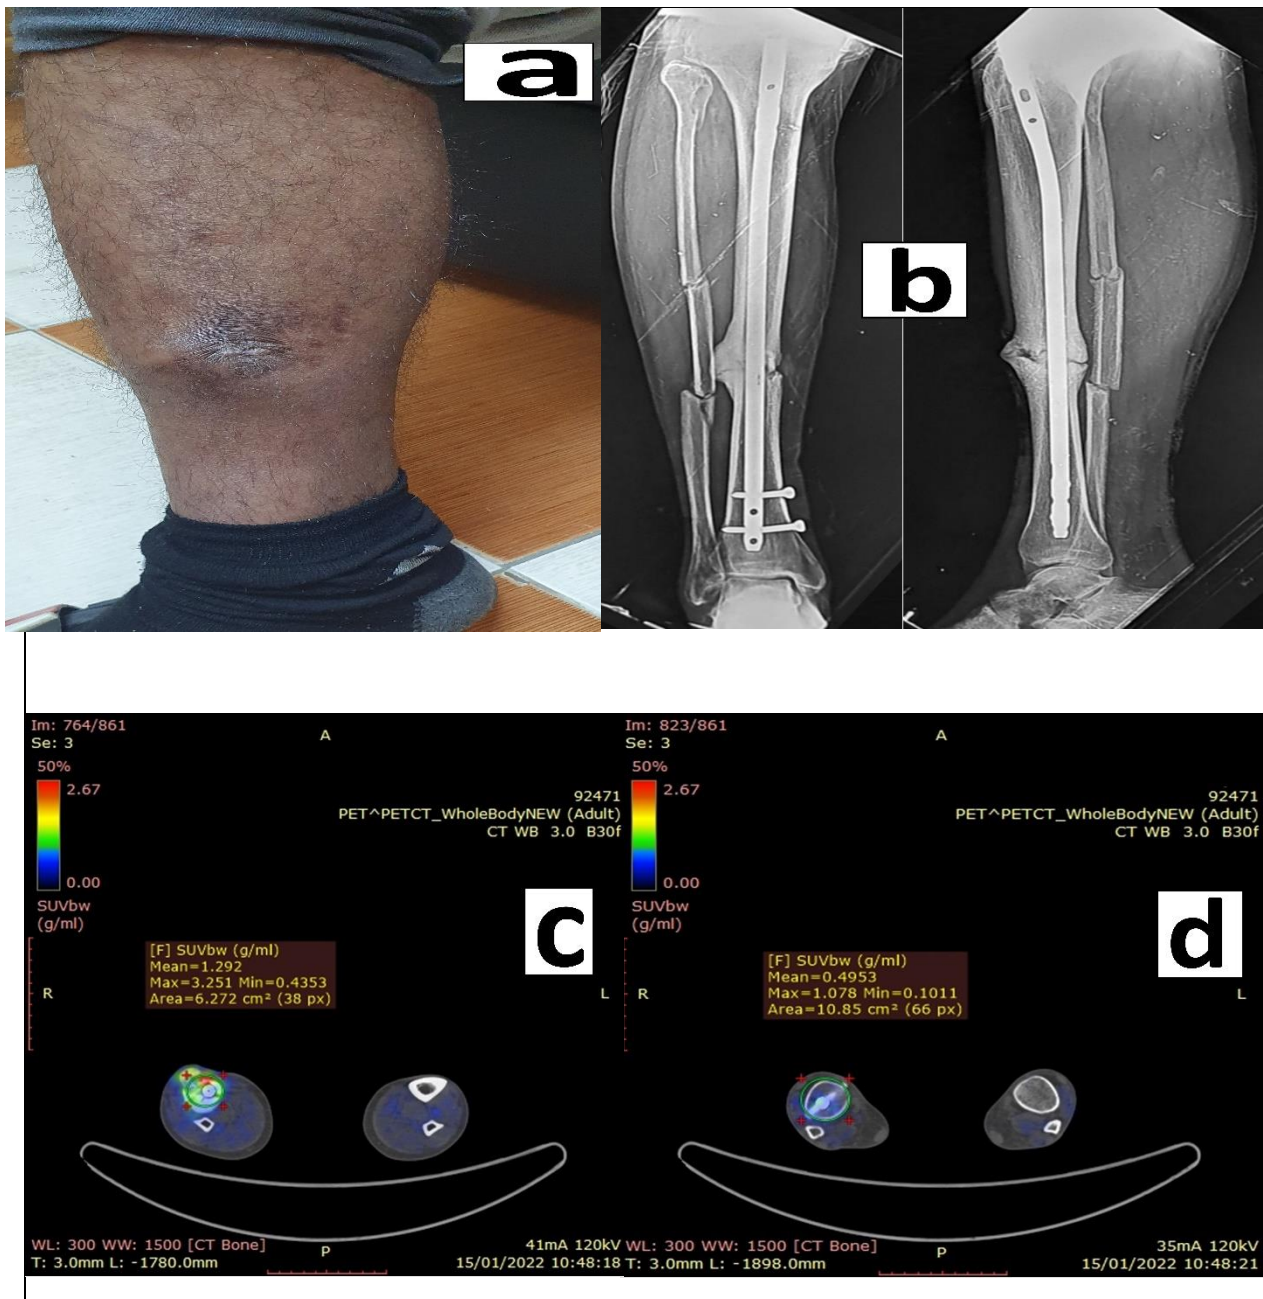 a
b
Im: 764/861
Se: 3
A
50%
2.67
92471
PET^PETCT_WholeBodyNEW (Adult)
CT WB 3.0 B30f
0.00
SUVbw
(g/ml)
c
[F] SUVbw (g/ml)
Mean=1.292
Max=3.251 Min=0.4353
Area=6.272 cm² (38 px)
R
L
WL: 300 WW: 1500 [CT Bone]
T: 3.0mm L: -1780.0mm
P
41mA 120kV
15/01/2022 10:48:18
Im: 823/861
Se: 3
A
50%
2.67
92471
PET^PETCT_WholeBodyNEW (Adult)
CT WB 3.0 B30f
0.00
SUVbw
(g/ml)
d
[F] SUVbw (g/ml)
Mean=0.4953
Max=1.078 Min=0.1011
Area=10.85 cm² (66 px)
R
L
WL: 300 WW: 1500 [CT Bone]
T: 3.0mm L: -1898.0mm
P
35mA 120kV
15/01/2022 10:48:21